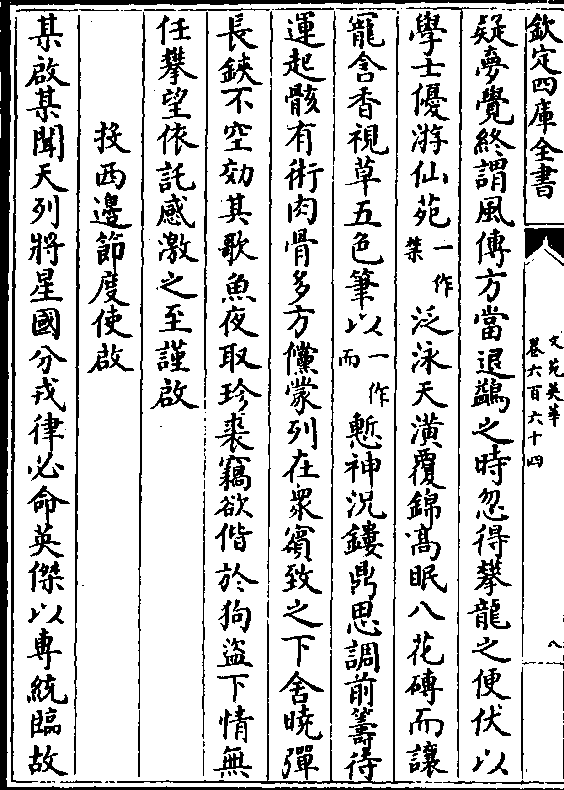 欽定四庫全書
文苑英華
卷六百六十四
八
疑夢覺終謂風傳方當退鷁之時忽得攀龍之便伏以
學士優游仙苑一作禁泛泳天潢覆錦高眠八花磚而讓
寵含香視草五色筆以一作而慙神況鏤鼎思調前籌待
運起骸有術肉骨多方儻蒙列在衆賓致之下舍曉彈
長鋏不空効其歌魚夜取珍裘竊欲偕於狗盜下情無
任攀望依託感激之至謹啟
投西邊節度使啟
某啟某聞天列將星國分戎律必命英傑以專統臨故